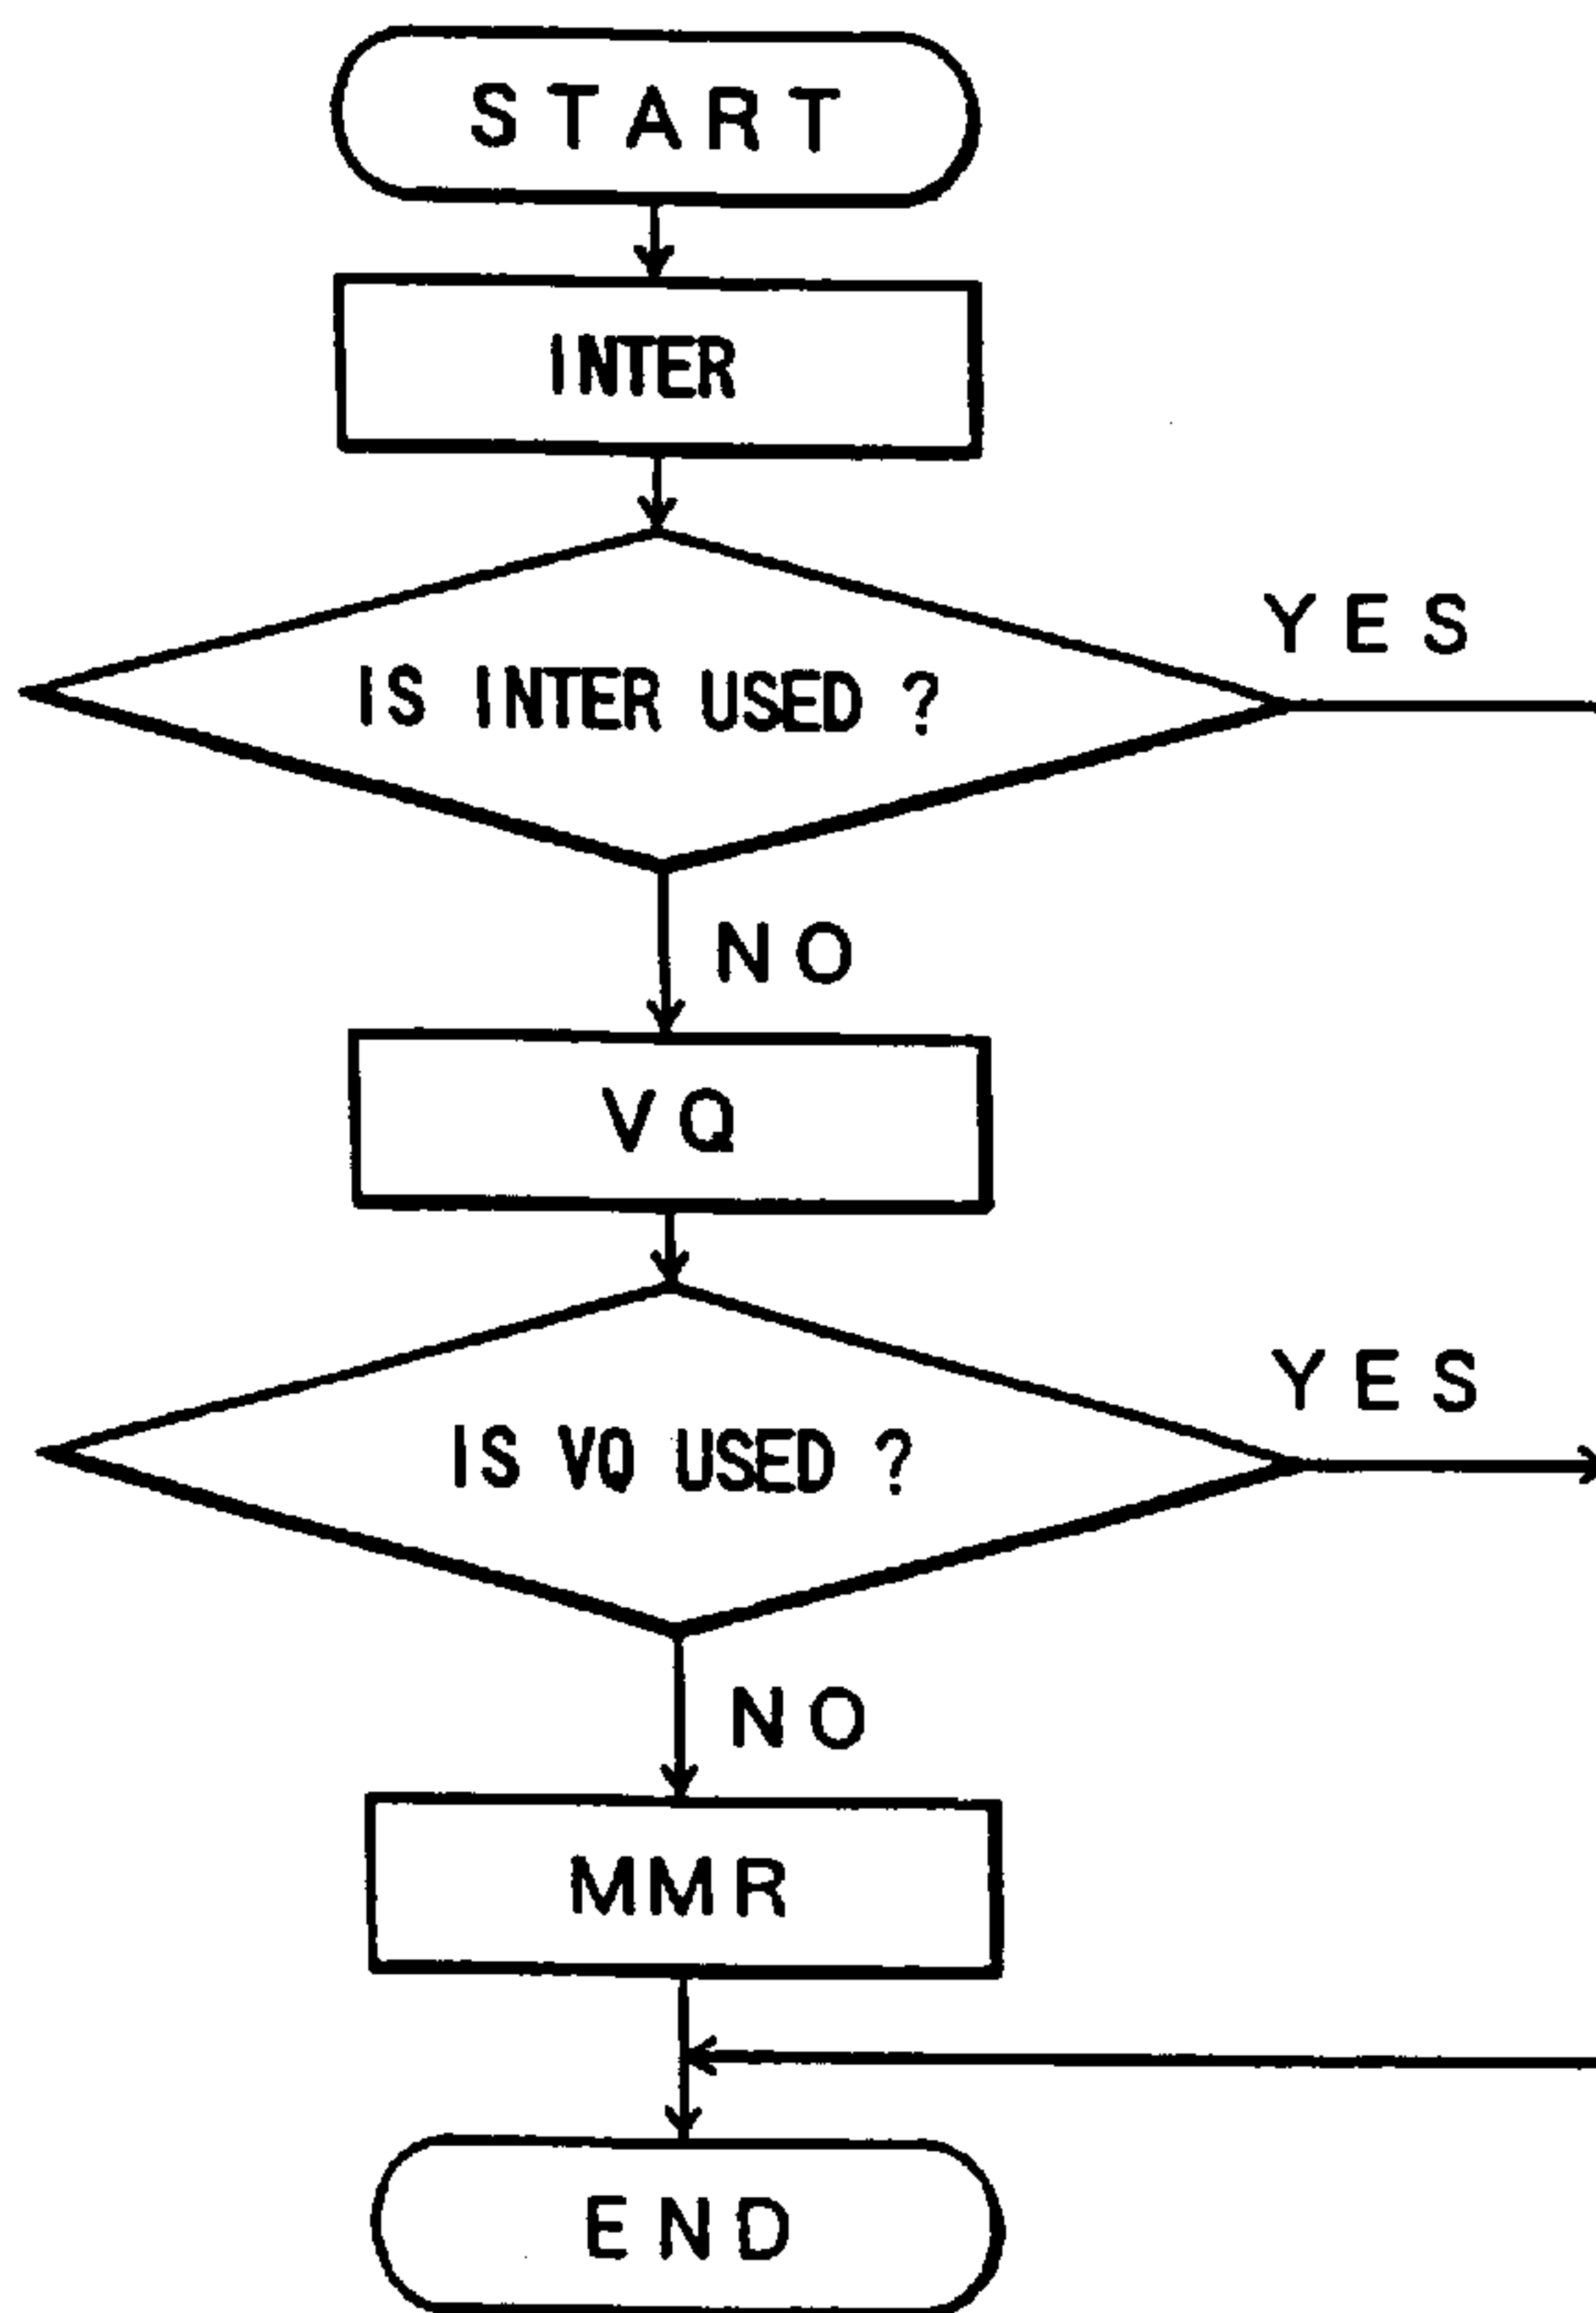 START
INTER
YES
IS INTER USED ?
NO
VQ
YES
IS VQ USED ?
NO
MMR
END